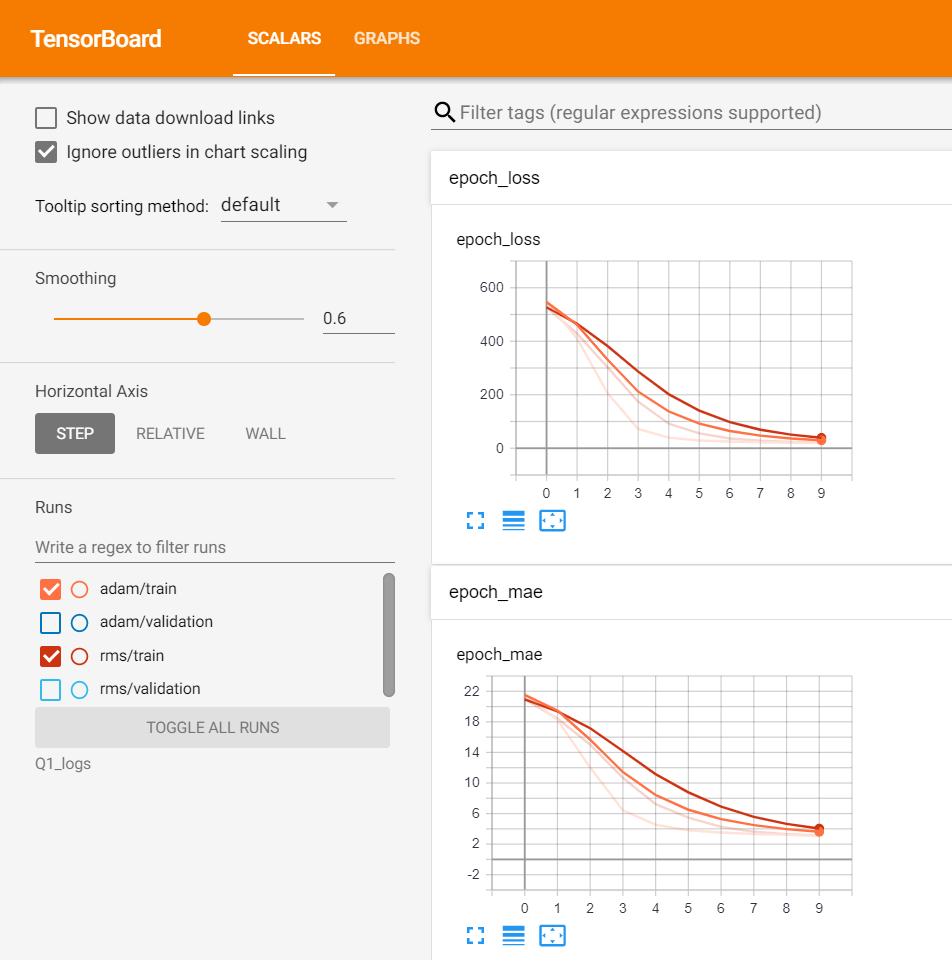 TensorBoard SCALARS GRAPHS
Show data download links
Ignore outliers in chart scaling
Tooltip sorting method: default
Smoothing
0.6
Horizontal Axis
STEP RELATIVE WALL
Runs
Write a regex to filter runs
adam/train
adam/validation
rms/train
rms/validation
TOGGLE ALL RUNS
Q1_logs
Filter tags (regular expressions supported)
epoch_loss
epoch_loss
600
400
200
0
0 1 2 3 4 5 6 7 8 9
epoch_mae
epoch_mae
22
18
14
10
6
2
-2
0 1 2 3 4 5 6 7 8 9